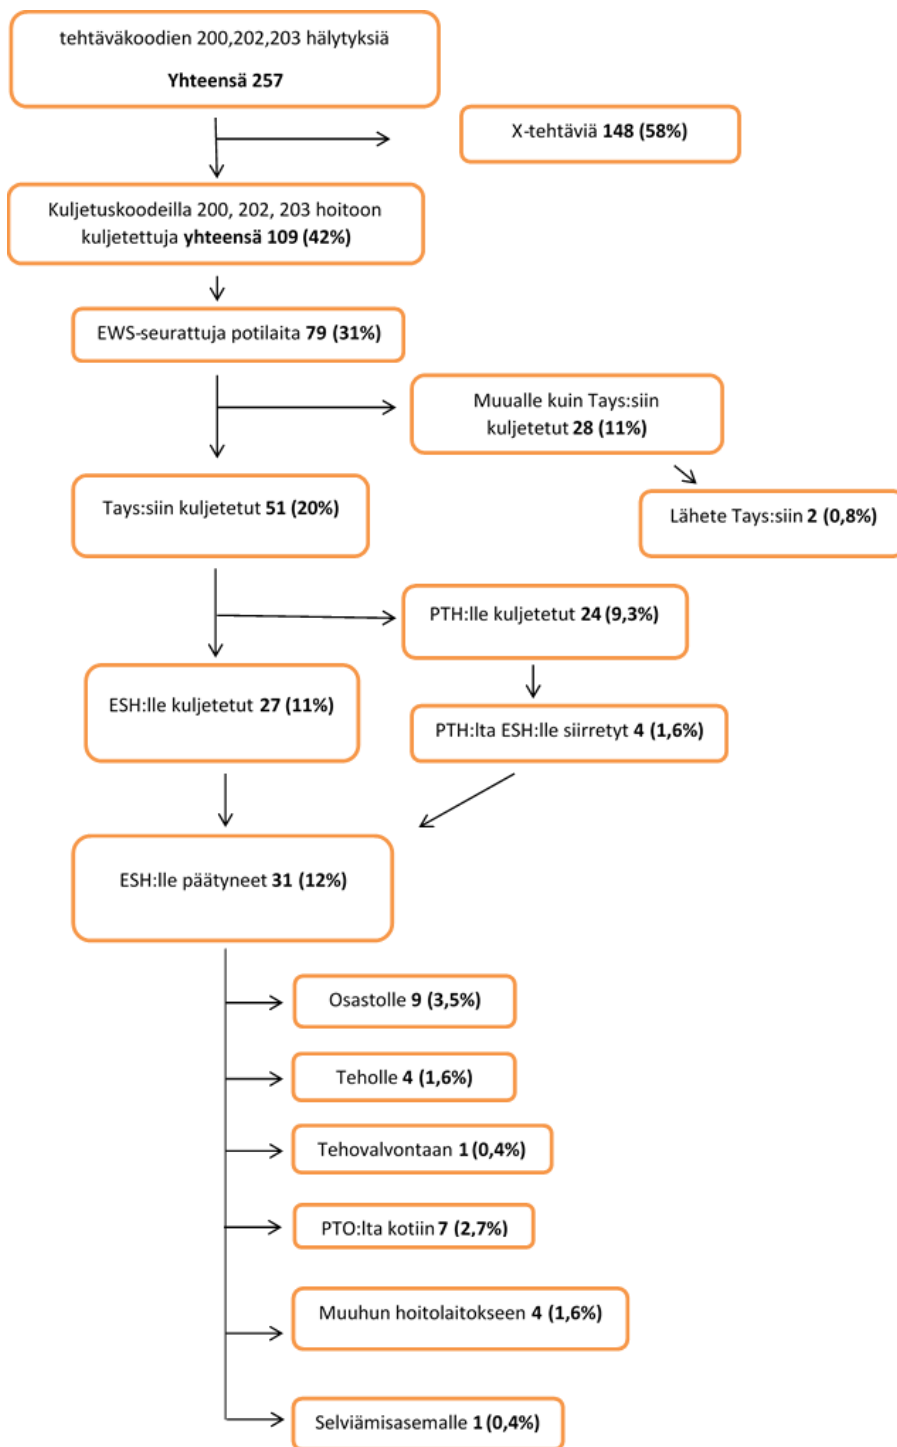 tehtäväkoodien 200,202,203 hälytyksiä
Yhteensä 257
X-tehtäviä 148 (58%)
Kuljetuskoodeilla 200, 202, 203 hoitoon
kuljetettuja yhteensä 109 (42%)
EWS-seurattuja potilaita 79 (31%)
Muualle kuin Tays:siin
kuljetetut 28 (11%)
Tays:siin kuljetetut 51 (20%)
Lähete Tays:siin 2 (0,8%)
PTH:lle kuljetetut 24 (9,3%)
ESH:lle kuljetetut 27 (11%)
PTH:lta ESH:lle siirretyt 4 (1,6%)
ESH:lle päätyneet 31 (12%)
Osastolle 9 (3,5%)
Teholle 4 (1,6%)
Tehovalvontaan 1 (0,4%)
PTO:lta kotiin 7 (2,7%)
Muuhun hoitolaitokseen 4 (1,6%)
Selviämisasemalle 1 (0,4%)